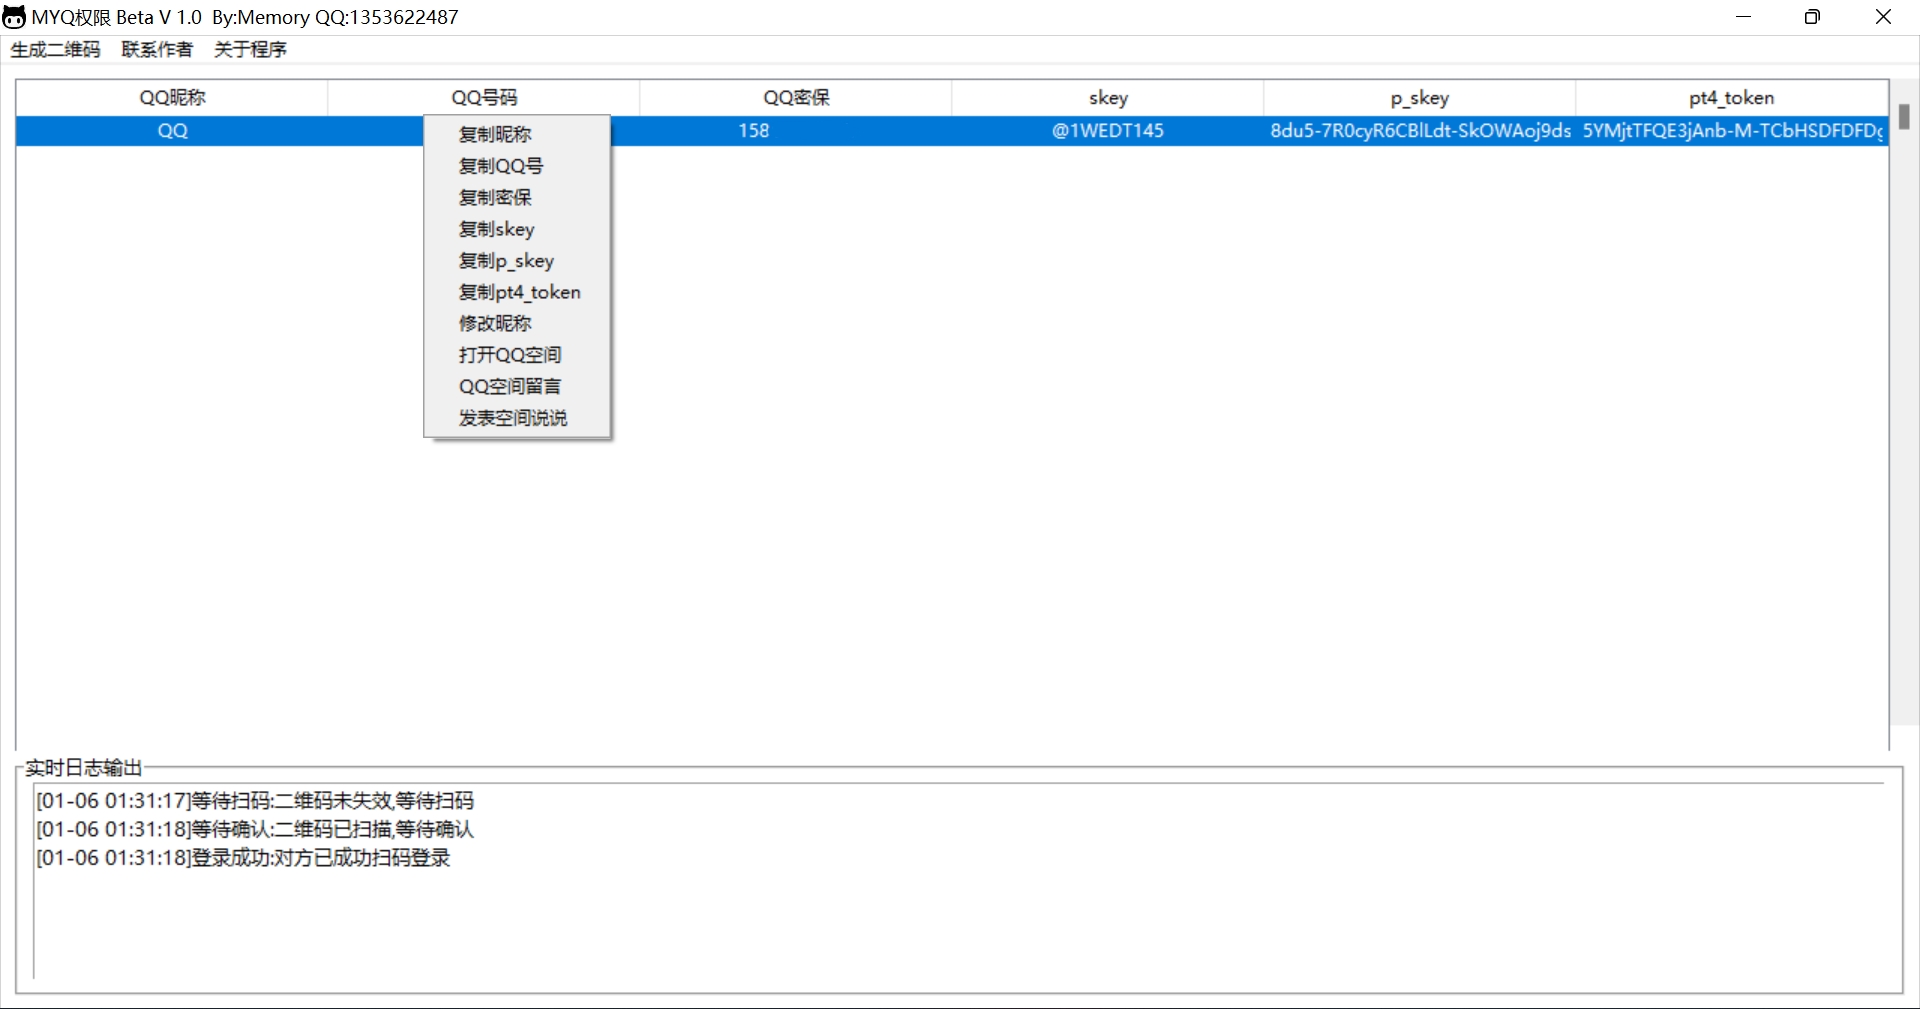 MYQ权限 Beta V 1.0  By:Memory QQ:1353622487
生成二维码 联系作者 关于程序
QQ昵称 QQ号码 QQ密保 skey p_skey pt4_token
QQ 158 @1WEDT145 8du5-7R0cyR6CBlLdt-SkOWAoj9ds 5YMjtTFQE3jAnb-M-TCbHSDFDFDg
复制昵称
复制QQ号
复制密保
复制skey
复制p_skey
复制pt4_token
修改昵称
打开QQ空间
QQ空间留言
发表空间说说
实时日志输出
[01-06 01:31:17]等待扫码:二维码未失效,等待扫码
[01-06 01:31:18]等待确认:二维码已扫描,等待确认
[01-06 01:31:18]登录成功:对方已成功扫码登录